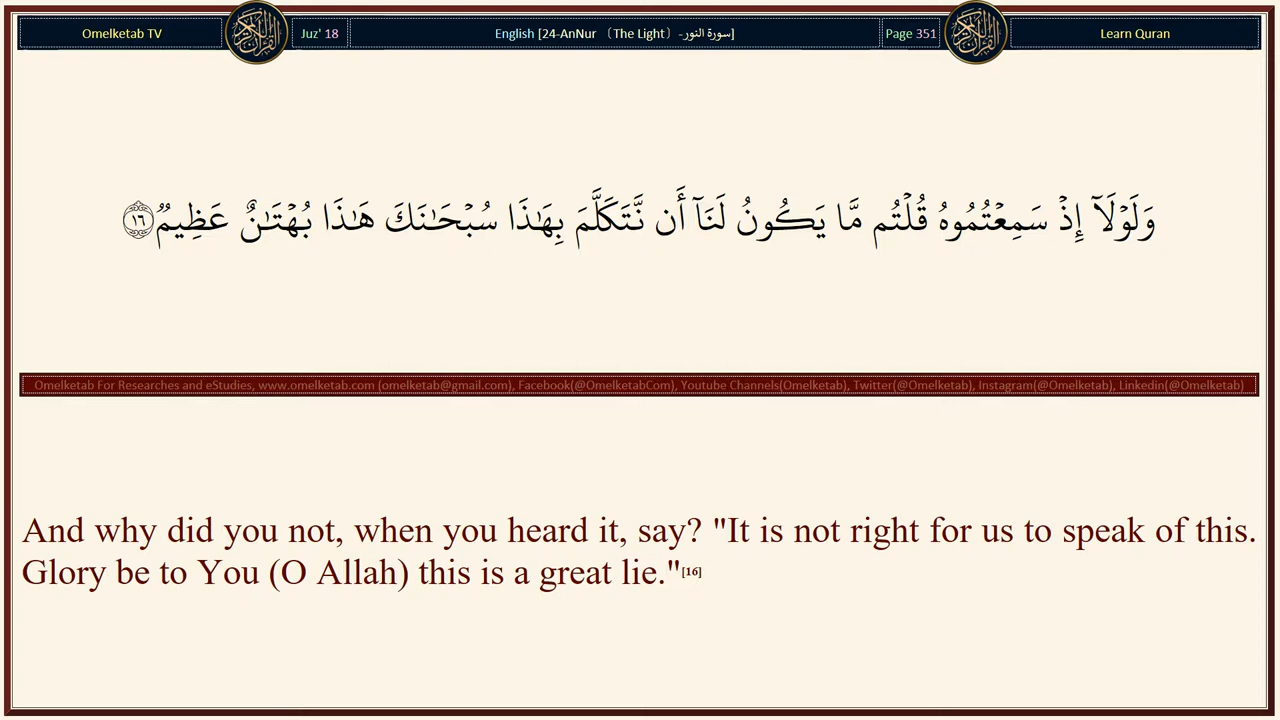 Omelketab TV
Juz' 18
English [24-AnNur （The Light）-سورة النور]
Page 351
Learn Quran
وَلَوۡلَآ إِذۡ سَمِعۡتُمُوهُ قُلۡتُم مَّا يَكُونُ لَنَآ أَن نَّتَكَلَّمَ بِهَٰذَا سُبۡحَٰنَكَ هَٰذَا بُهۡتَٰنٌ عَظِيمٞ ١٦
Omelketab For Researches and eStudies, www.omelketab.com (omelketab@gmail.com), Facebook(@OmelketabCom), Youtube Channels(Omelketab), Twitter(@Omelketab), Instagram(@Omelketab), Linkedin(@Omelketab)
And why did you not, when you heard it, say? "It is not right for us to speak of this.
Glory be to You (O Allah) this is a great lie."[16]